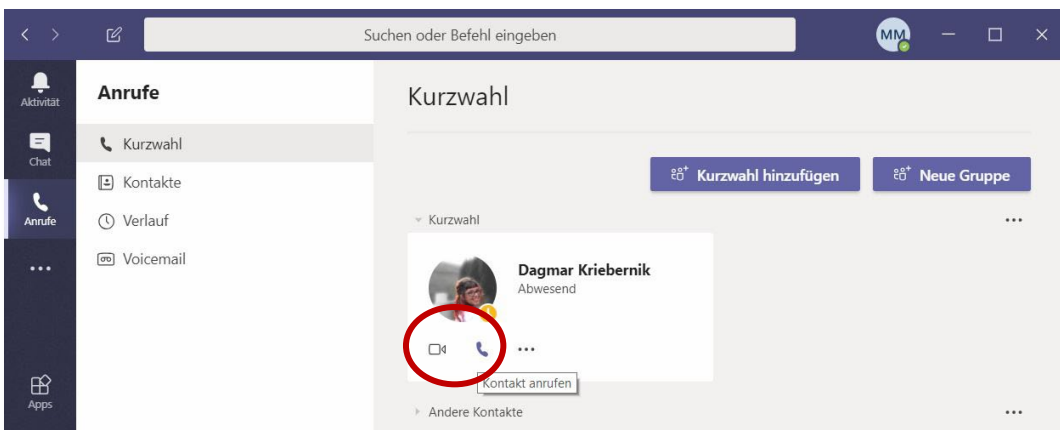 Suchen oder Befehl eingeben
MM
Aktivität
Chat
Anrufe
Apps
Anrufe
Kurzwahl
Kontakte
Verlauf
Voicemail
Kurzwahl
Kurzwahl hinzufügen
Neue Gruppe
Kurzwahl
Dagmar Kriebernik
Abwesend
Kontakt anrufen
Andere Kontakte